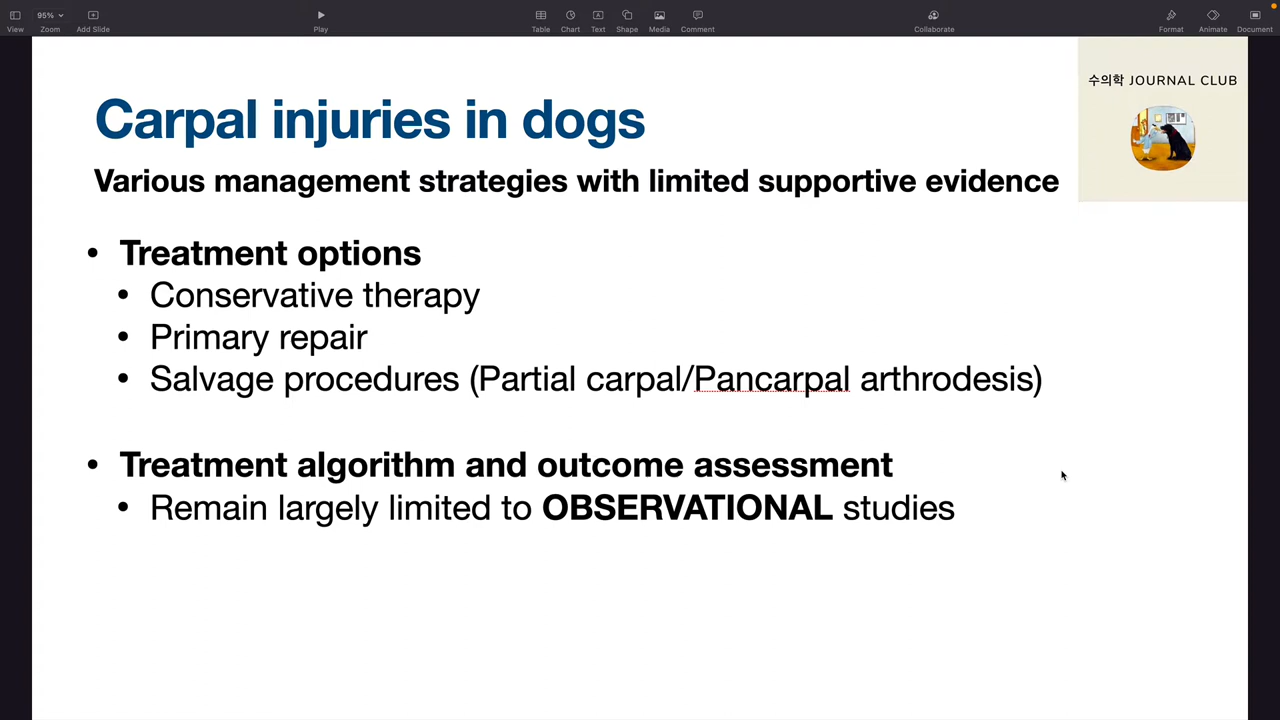 95%
View
Zoom
Add Slide
Play
Table
Chart
Text
Shape
Media
Comment
Collaborate
Format
Animate
Document
수의학 JOURNAL CLUB
Carpal injuries in dogs
Various management strategies with limited supportive evidence
• Treatment options
• Conservative therapy
• Primary repair
• Salvage procedures (Partial carpal/Pancarpal arthrodesis)
• Treatment algorithm and outcome assessment
• Remain largely limited to OBSERVATIONAL studies